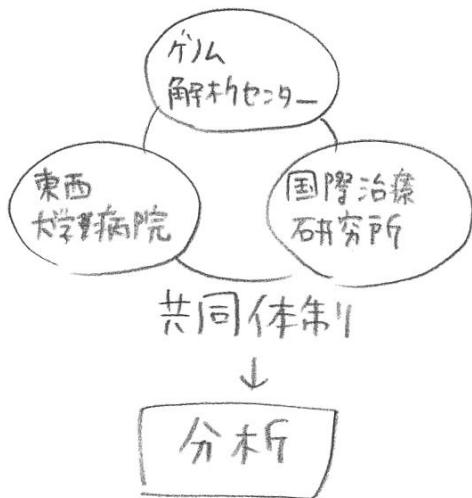 ゲノム
解析センター
東西
大学病院
国際治療
研究所
共同体制
↓
分析